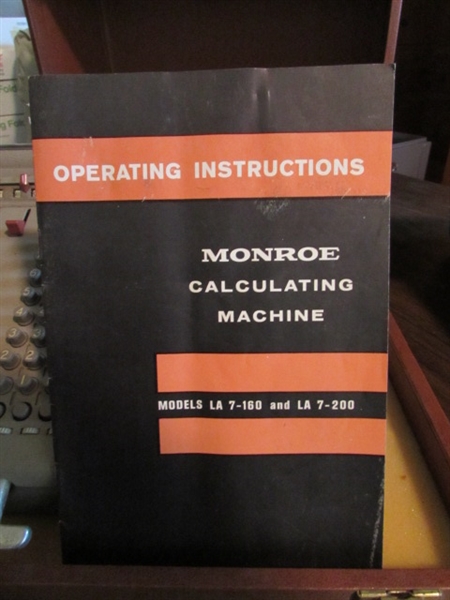 OPERATING INSTRUCTIONS
MONROE
CALCULATING
MACHINE
MODELS LA 7-160 and LA 7-200